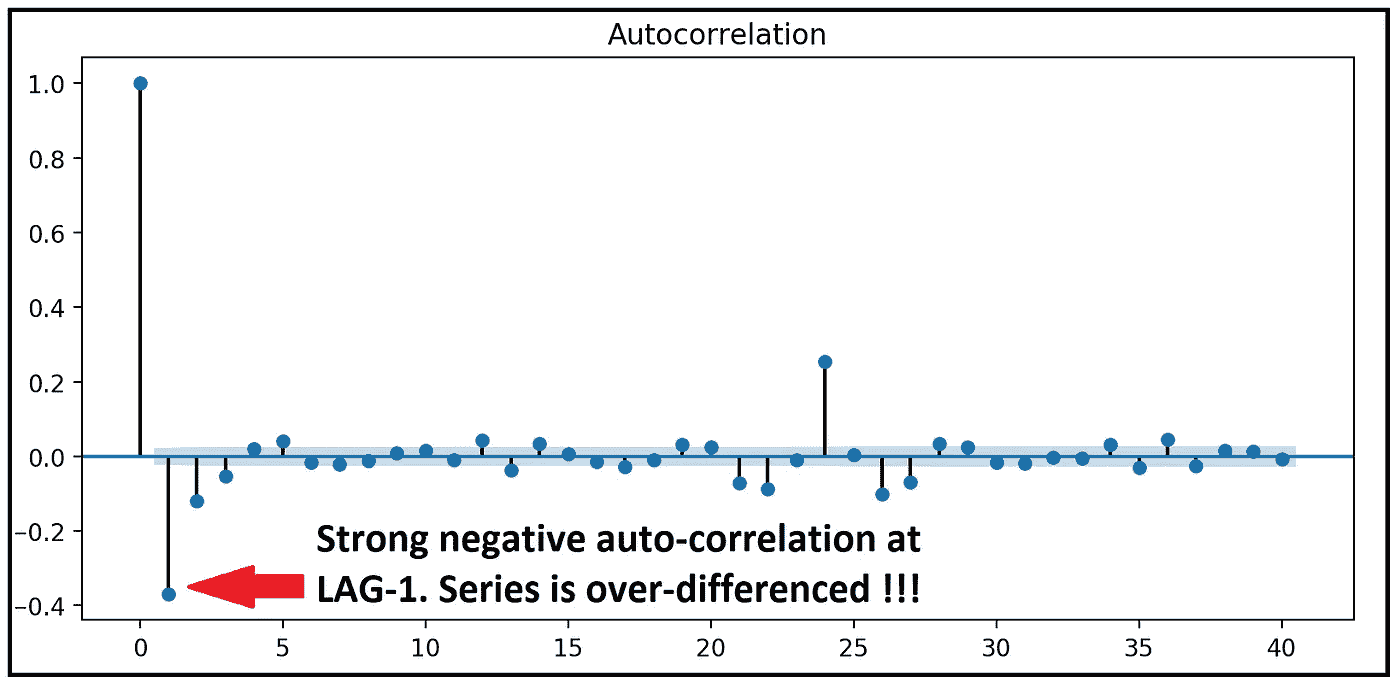 Autocorrelation
1.0
0.8
0.6
0.4
0.2
0.0
−0.2
−0.4
Strong negative auto-correlation at
LAG-1. Series is over-differenced !!!
0 5 10 15 20 25 30 35 40